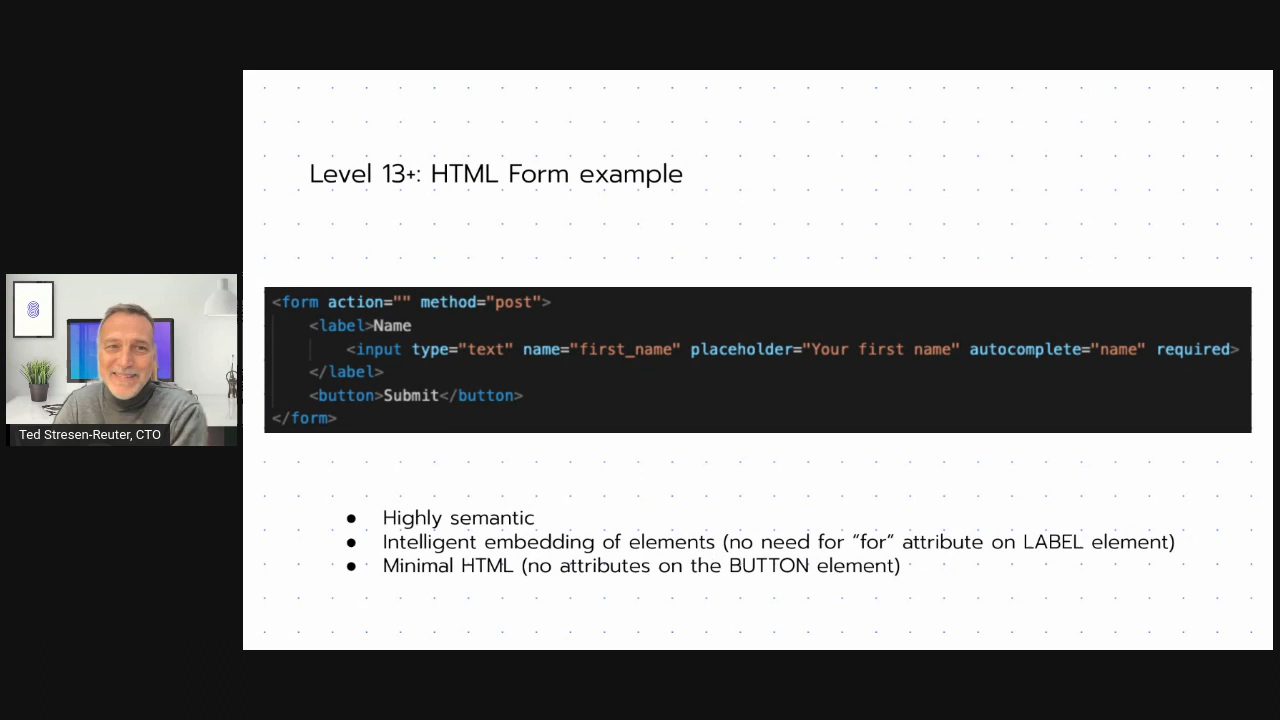 Level 13+: HTML Form example
<form action="" method="post">
<label>Name
<input type="text" name="first_name" placeholder="Your first name" autocomplete="name" required>
</label>
<button>Submit</button>
</form>
Ted Stresen-Reuter, CTO
● Highly semantic
● Intelligent embedding of elements (no need for “for” attribute on LABEL element)
● Minimal HTML (no attributes on the BUTTON element)